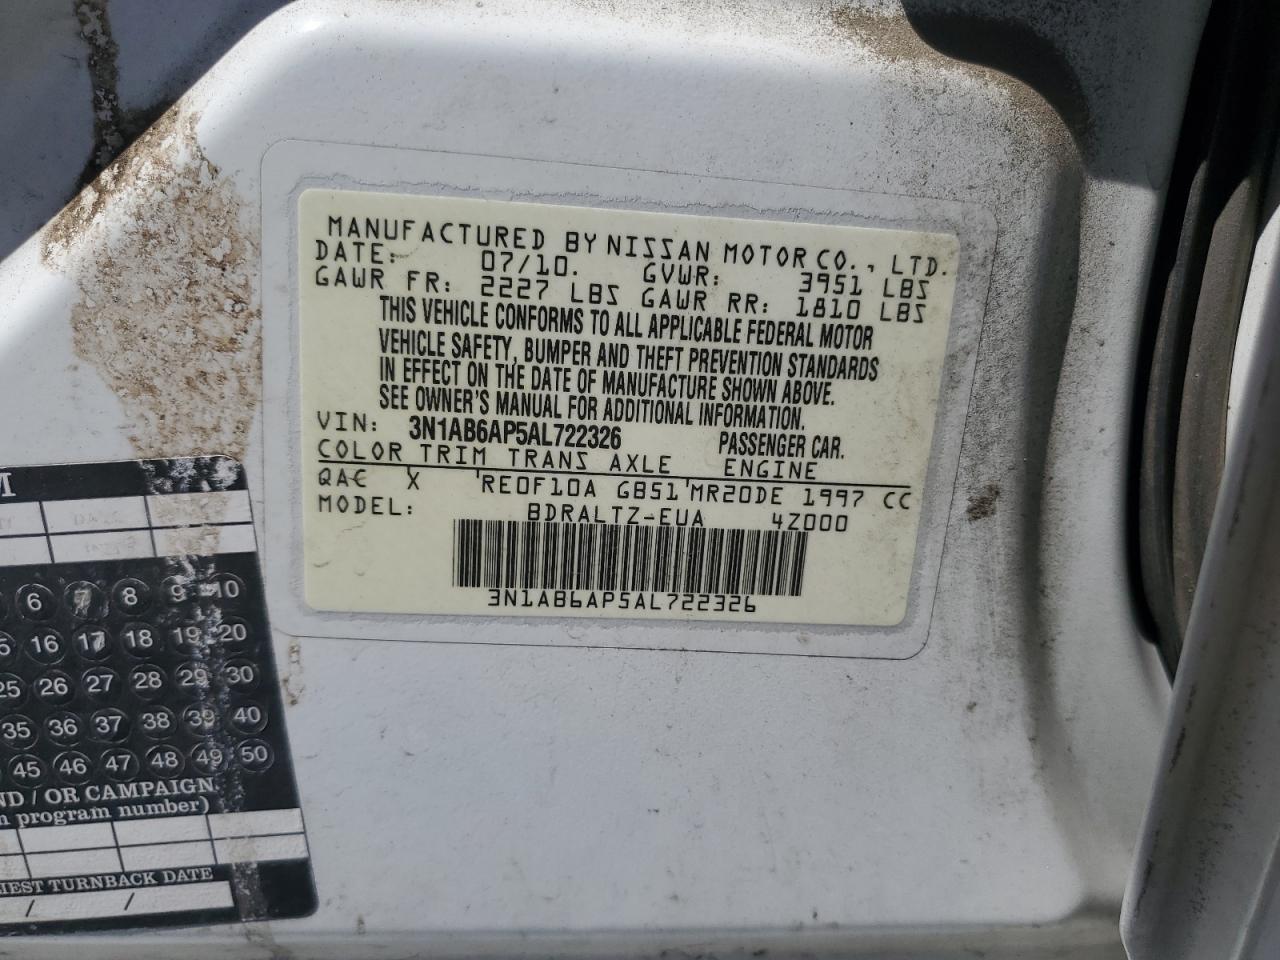 MANUFACTURED BY NISSAN MOTOR CO., LTD.
DATE: 07/10. GVWR: 3951 LBS
GAWR FR: 2227 LBS GAWR RR: 1810 LBS
THIS VEHICLE CONFORMS TO ALL APPLICABLE FEDERAL MOTOR
VEHICLE SAFETY, BUMPER AND THEFT PREVENTION STANDARDS
IN EFFECT ON THE DATE OF MANUFACTURE SHOWN ABOVE.
SEE OWNER'S MANUAL FOR ADDITIONAL INFORMATION.
VIN: 3N1AB6AP5AL722326 PASSENGER CAR.
COLOR TRIM TRANS AXLE ENGINE
QAC X RE0F10A GB51 MR20DE 1997 CC
MODEL: BDRALTZ-EUA 4Z000
3N1AB6AP5AL722326
M
DATE
6 7 8 9 10
16 17 18 19 20
25 26 27 28 29 30
35 36 37 38 39 40
45 46 47 48 49 50
ND / OR CAMPAIGN
n program number)
IEST TURNBACK DATE
/ /